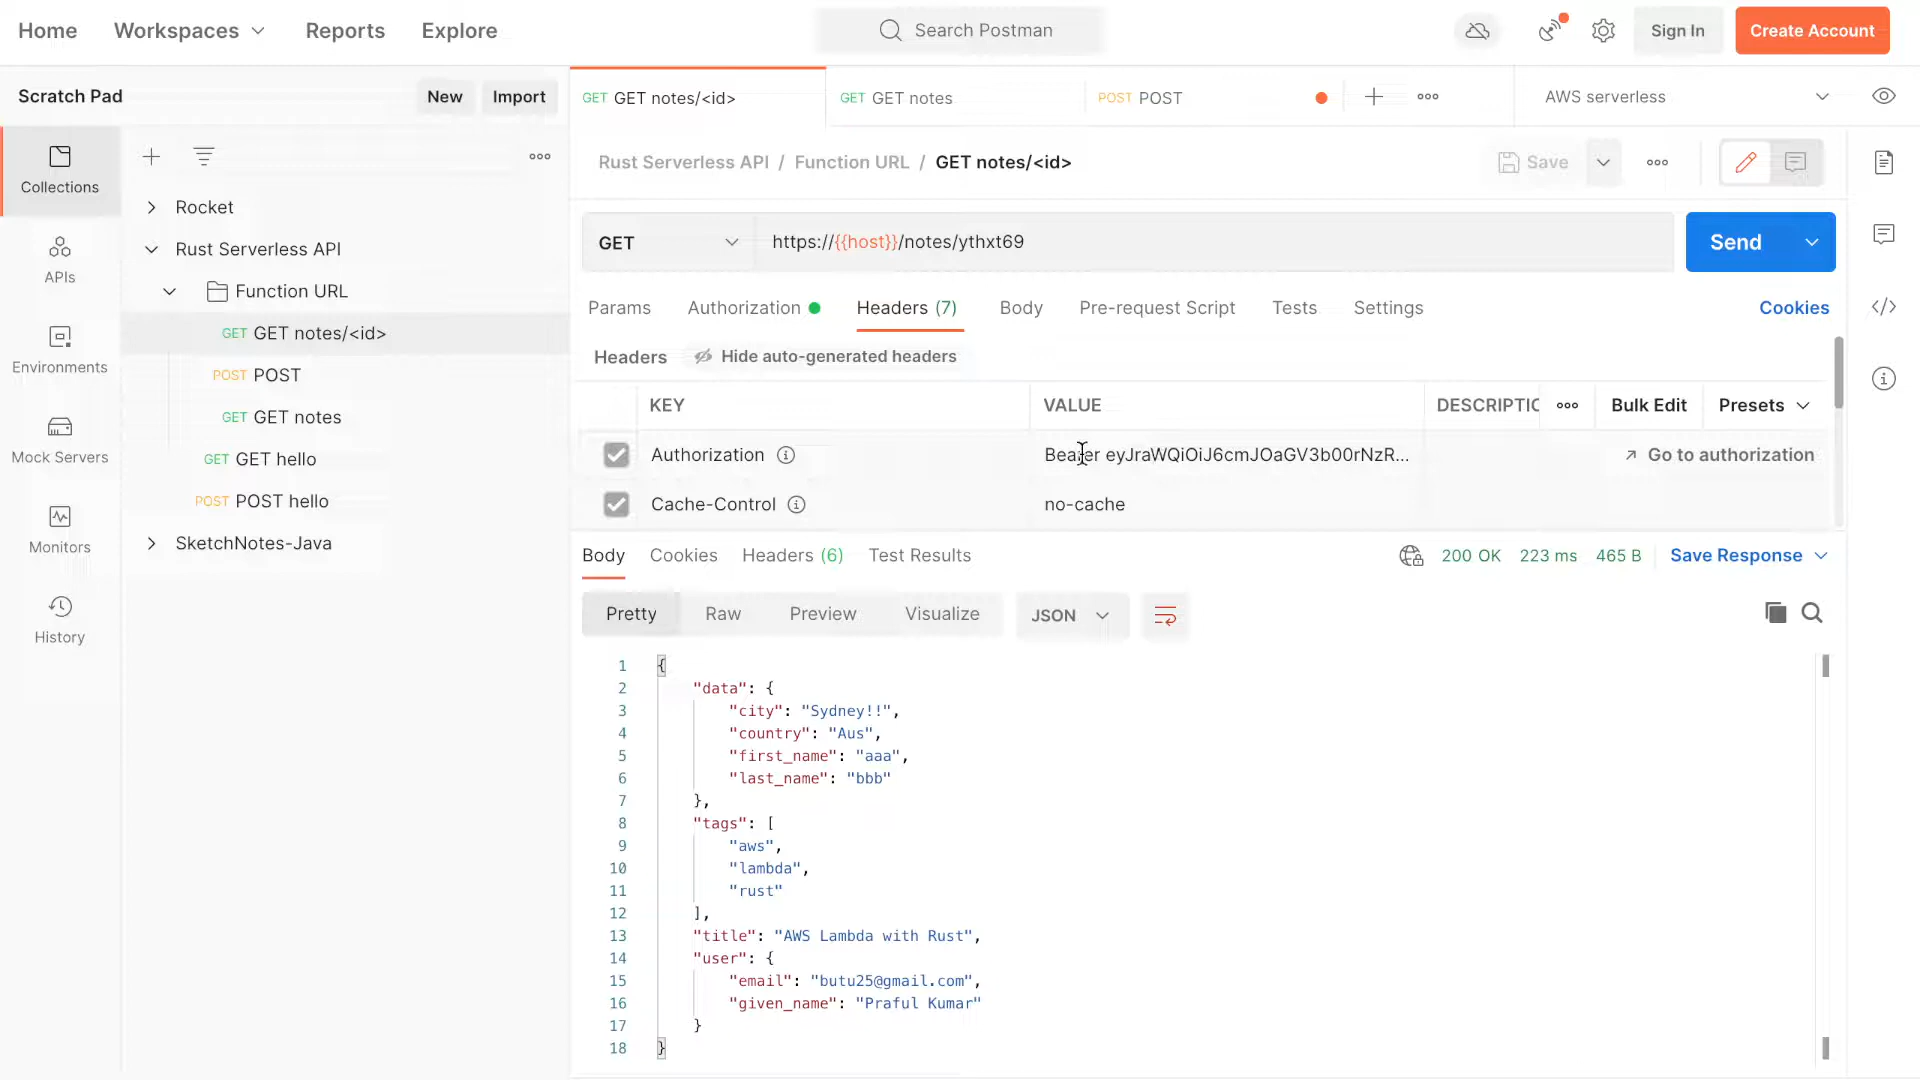 Home Workspaces Reports Explore Search Postman Sign In Create Account
Scratch Pad New Import
GET GET notes/<id> GET GET notes POST POST AWS serverless
Collections
APIs
Environments
Mock Servers
Monitors
History
Rocket
Rust Serverless API
Function URL
GET GET notes/<id>
POST POST
GET GET notes
GET GET hello
POST POST hello
SketchNotes-Java
Rust Serverless API / Function URL / GET notes/<id> Save
GET https://{{host}}/notes/ythxt69 Send
Params Authorization Headers (7) Body Pre-request Script Tests Settings Cookies
Headers Hide auto-generated headers
KEY VALUE DESCRIPTIC Bulk Edit Presets
Authorization Bearer eyJraWQiOiJ6cmJOaGV3b00rNzR... Go to authorization
Cache-Control no-cache
Body Cookies Headers (6) Test Results 200 OK 223 ms 465 B Save Response
Pretty Raw Preview Visualize JSON
1 {
2 "data": {
3 "city": "Sydney!!",
4 "country": "Aus",
5 "first_name": "aaa",
6 "last_name": "bbb"
7 },
8 "tags": [
9 "aws",
10 "lambda",
11 "rust"
12 ],
13 "title": "AWS Lambda with Rust",
14 "user": {
15 "email": "butu25@gmail.com",
16 "given_name": "Praful Kumar"
17 }
18 }